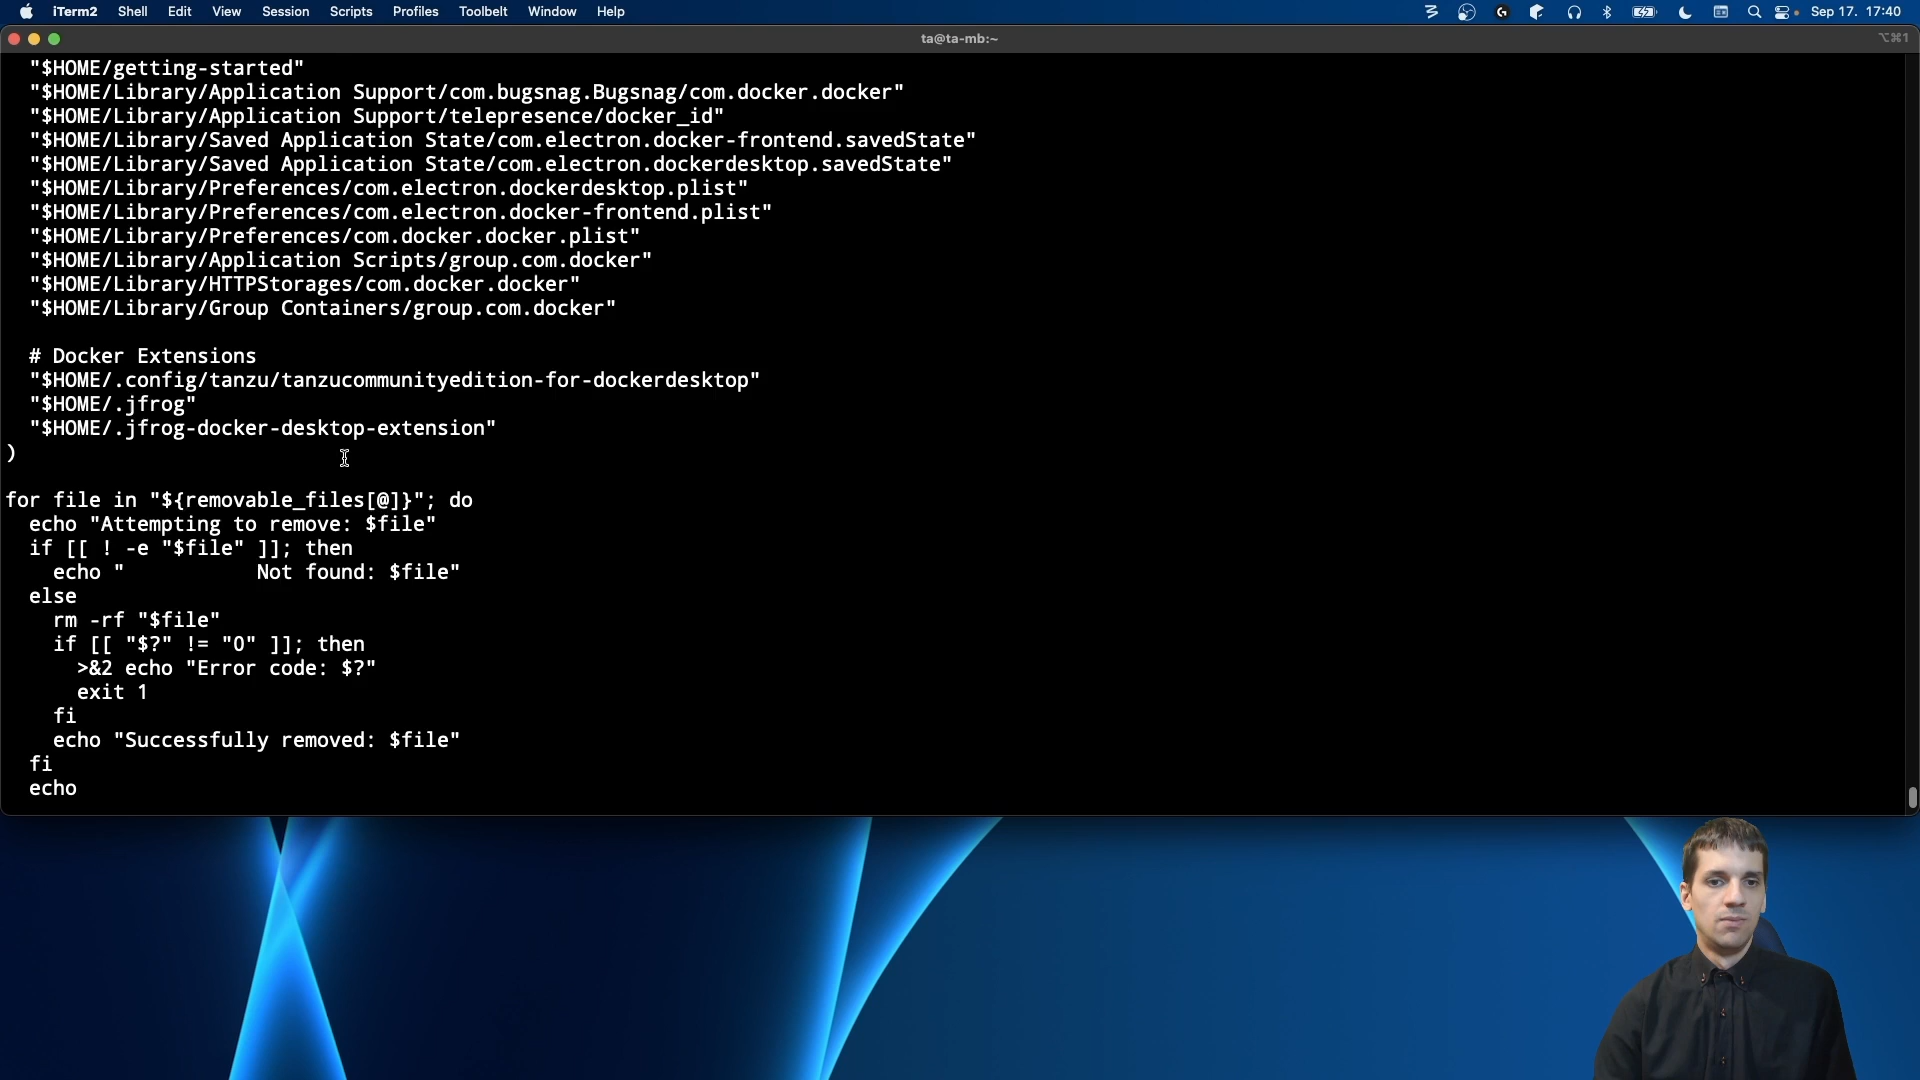 iTerm2 Shell Edit View Session Scripts Profiles Toolbelt Window Help Sep 17. 17:40
ta@ta-mb:~ ⌥⌘1
"$HOME/getting-started"
"$HOME/Library/Application Support/com.bugsnag.Bugsnag/com.docker.docker"
"$HOME/Library/Application Support/telepresence/docker_id"
"$HOME/Library/Saved Application State/com.electron.docker-frontend.savedState"
"$HOME/Library/Saved Application State/com.electron.dockerdesktop.savedState"
"$HOME/Library/Preferences/com.electron.dockerdesktop.plist"
"$HOME/Library/Preferences/com.electron.docker-frontend.plist"
"$HOME/Library/Preferences/com.docker.docker.plist"
"$HOME/Library/Application Scripts/group.com.docker"
"$HOME/Library/HTTPStorages/com.docker.docker"
"$HOME/Library/Group Containers/group.com.docker"
# Docker Extensions
"$HOME/.config/tanzu/tanzucommunityedition-for-dockerdesktop"
"$HOME/.jfrog"
"$HOME/.jfrog-docker-desktop-extension"
)
for file in "${removable_files[@]}"; do
echo "Attempting to remove: $file"
if [[ ! -e "$file" ]]; then
echo "           Not found: $file"
else
rm -rf "$file"
if [[ "$?" != "0" ]]; then
>&2 echo "Error code: $?"
exit 1
fi
echo "Successfully removed: $file"
fi
echo